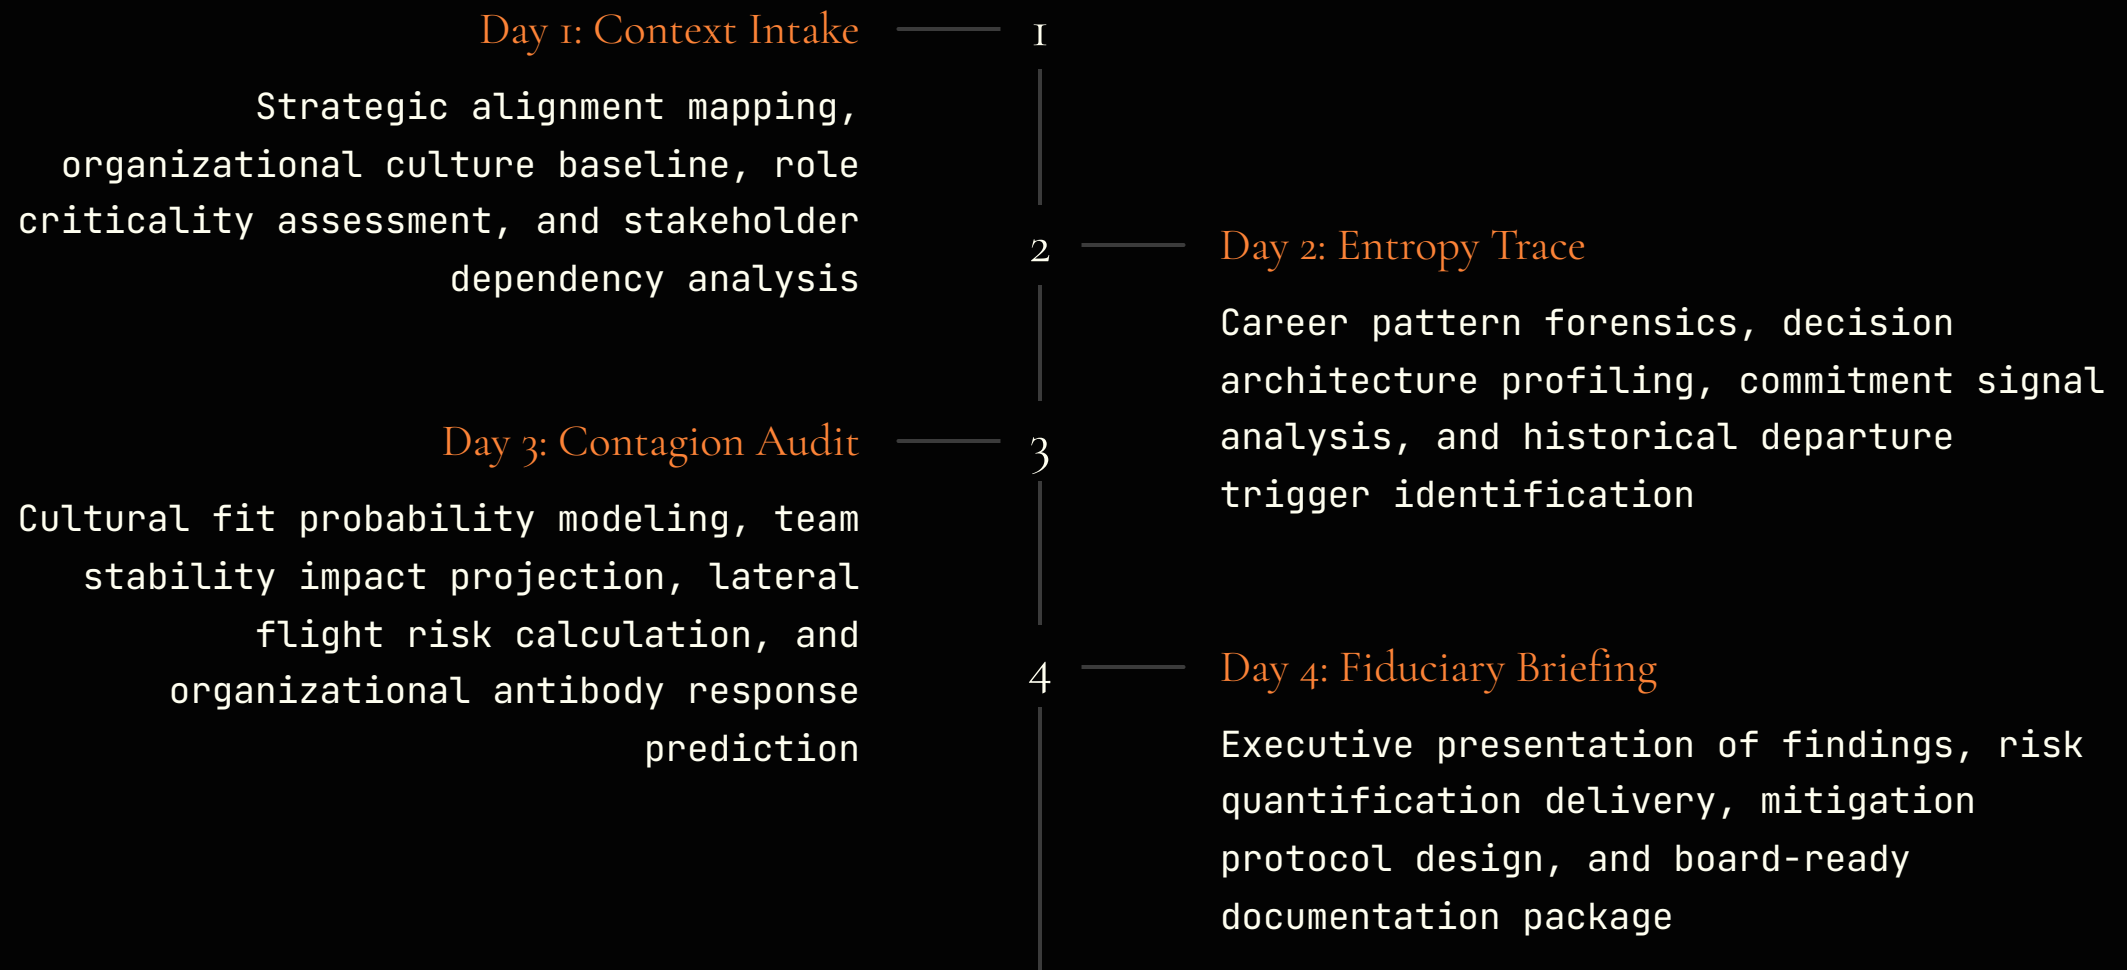 Day 1: Context Intake
1
Strategic alignment mapping,
organizational culture baseline, role
criticality assessment, and stakeholder
dependency analysis
2
Day 2: Entropy Trace
Career pattern forensics, decision
architecture profiling, commitment signal
analysis, and historical departure
trigger identification
Day 3: Contagion Audit
3
Cultural fit probability modeling, team
stability impact projection, lateral
flight risk calculation, and
organizational antibody response
prediction
4
Day 4: Fiduciary Briefing
Executive presentation of findings, risk
quantification delivery, mitigation
protocol design, and board-ready
documentation package